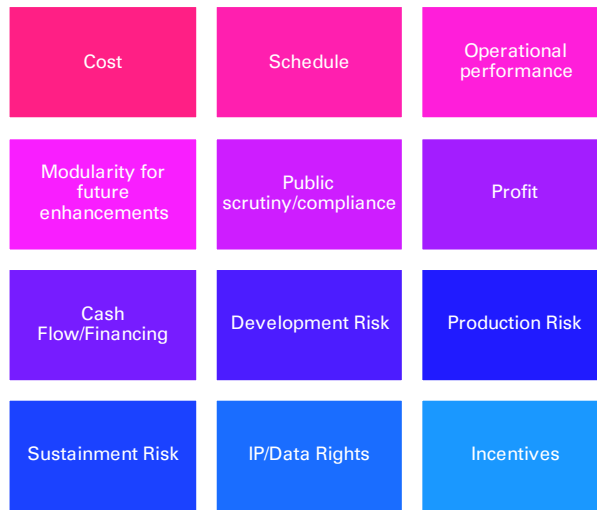 Cost
Schedule
Operational
performance
Modularity for
future
enhancements
Public
scrutiny/compliance
Profit
Cash
Flow/Financing
Development Risk
Production Risk
Sustainment Risk
IP/Data Rights
Incentives